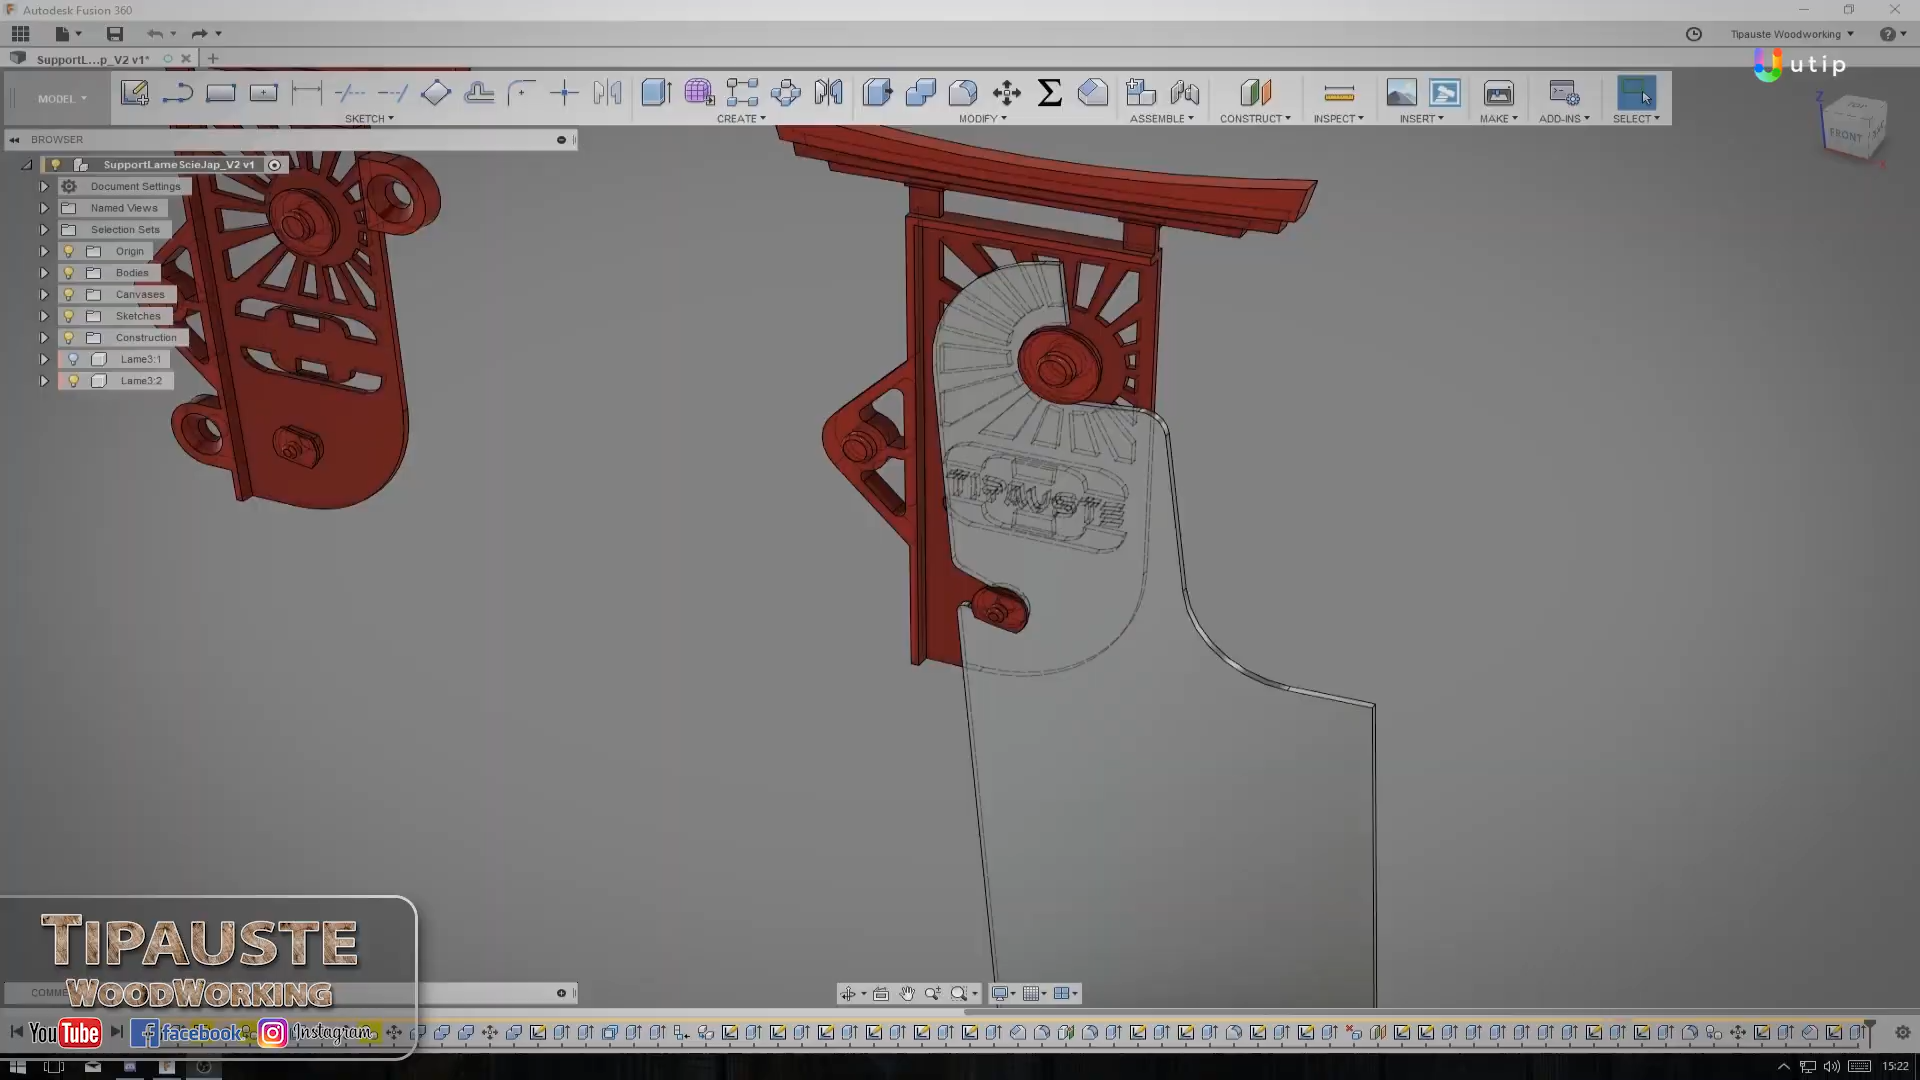 Autodesk Fusion 360
Tipauste Woodworking
SupportL...p_V2 v1*
utip
MODEL
SKETCH
CREATE
MODIFY
ASSEMBLE
CONSTRUCT
INSPECT
INSERT
MAKE
ADD-INS
SELECT
Z
TOP
FRONT
BROWSER
SupportLameScieJap_V2 v1
Document Settings
Named Views
Selection Sets
Origin
Bodies
Canvases
Sketches
Construction
Lame3:1
Lame3:2
TIPAUSTE
TIPAUSTE
WOODWORKING
COMME
YouTube
facebook
Instagram
15:22